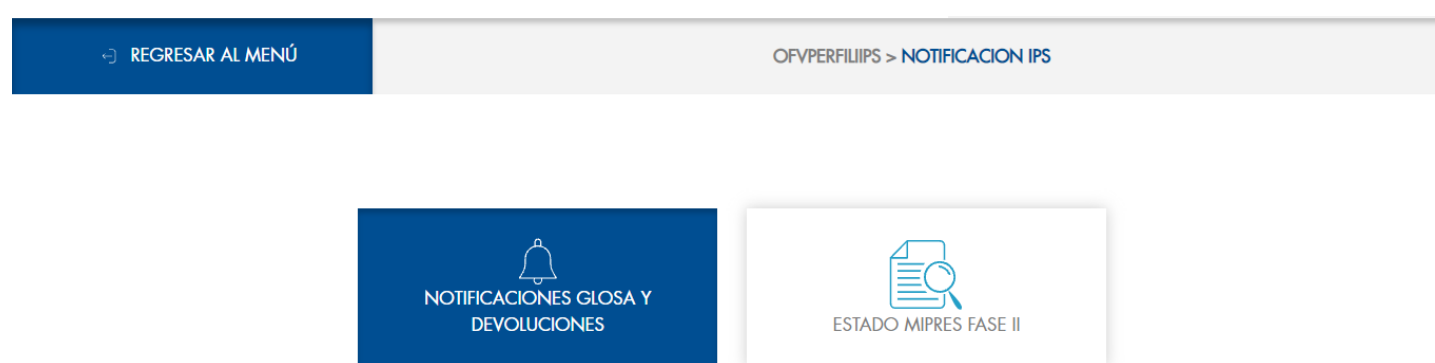 REGRESAR AL MENÚ
OFVPERFILIIPS > NOTIFICACION IPS
NOTIFICACIONES GLOSA Y
DEVOLUCIONES
ESTADO MIPRES FASE II